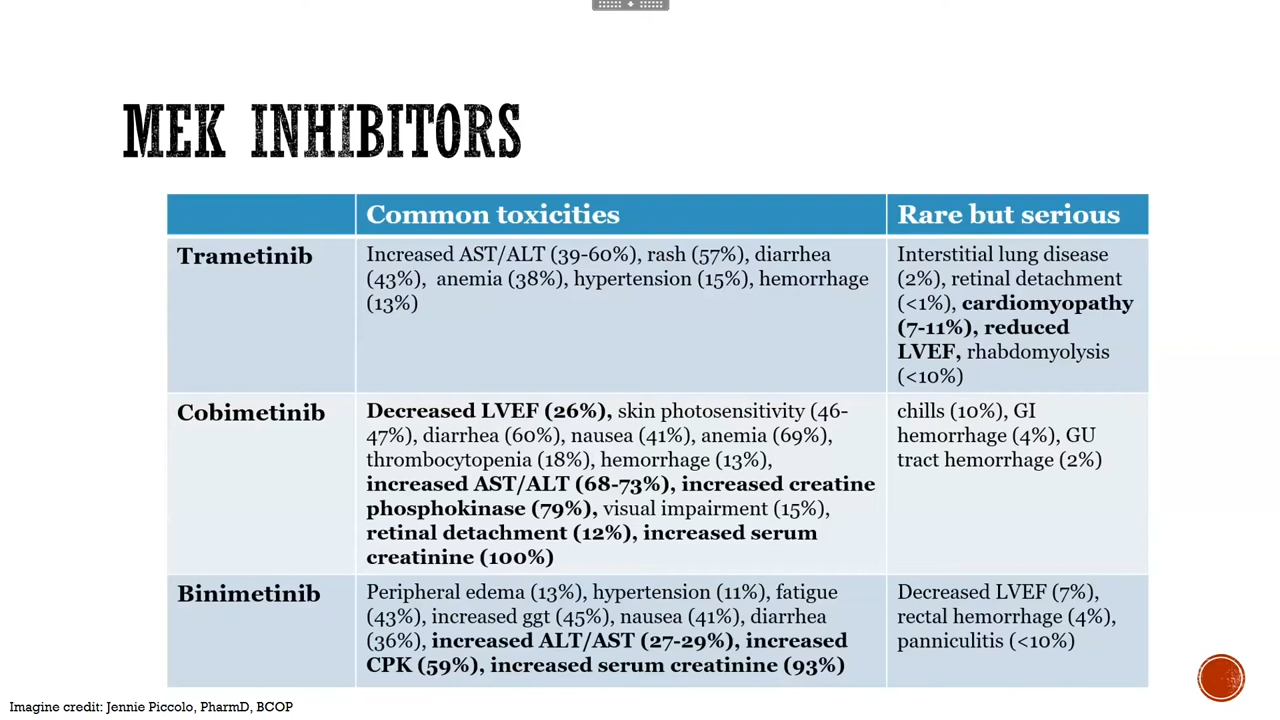 MEK INHIBITORS
Common toxicities
Rare but serious
Trametinib
Increased AST/ALT (39-60%), rash (57%), diarrhea
(43%),  anemia (38%), hypertension (15%), hemorrhage
(13%)
Interstitial lung disease
(2%), retinal detachment
(<1%), cardiomyopathy
(7-11%), reduced
LVEF, rhabdomyolysis
(<10%)
Cobimetinib
Decreased LVEF (26%), skin photosensitivity (46-
47%), diarrhea (60%), nausea (41%), anemia (69%),
thrombocytopenia (18%), hemorrhage (13%),
increased AST/ALT (68-73%), increased creatine
phosphokinase (79%), visual impairment (15%),
retinal detachment (12%), increased serum
creatinine (100%)
chills (10%), GI
hemorrhage (4%), GU
tract hemorrhage (2%)
Binimetinib
Peripheral edema (13%), hypertension (11%), fatigue
(43%), increased ggt (45%), nausea (41%), diarrhea
(36%), increased ALT/AST (27-29%), increased
CPK (59%), increased serum creatinine (93%)
Decreased LVEF (7%),
rectal hemorrhage (4%),
panniculitis (<10%)
Imagine credit: Jennie Piccolo, PharmD, BCOP